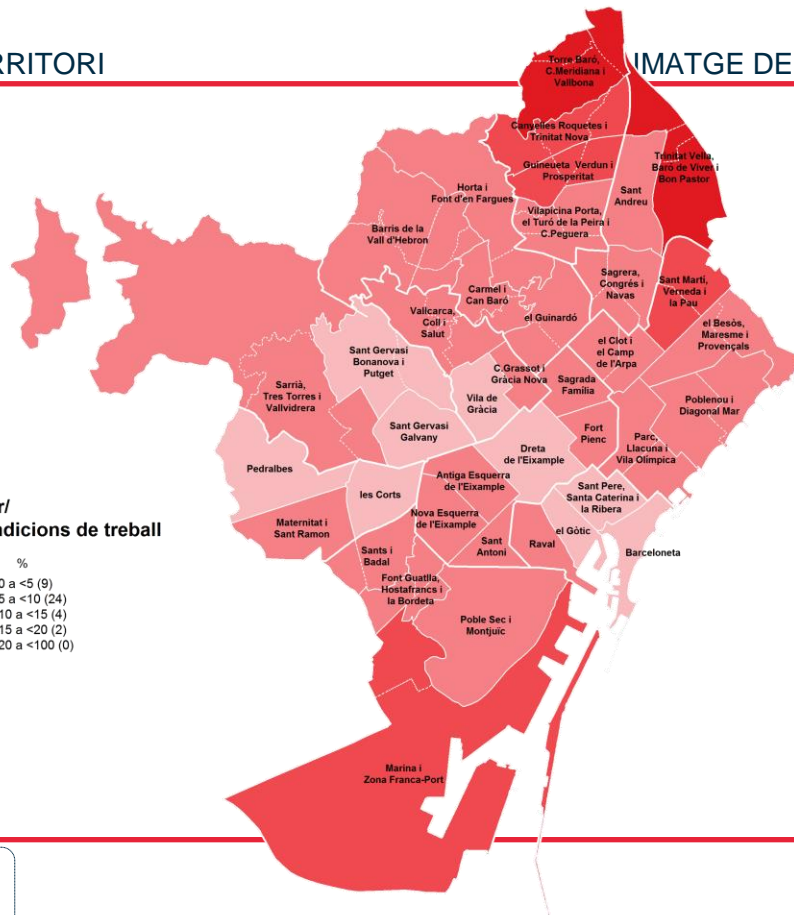 RRITORI
IMATGE DE
Torre Baró,
C.Meridiana i
Vallbona
Canyelles Roquetes i
Trinitat Nova
Guineueta Verdun i
Prosperitat
Trinitat Vella,
Baró de Viver i
Bon Pastor
Horta i
Font d'en Fargues
Sant
Andreu
Vilapicina Porta,
el Turó de la Peira i
C.Peguera
Barris de la
Vall d'Hebron
Sagrera,
Congrés i
Navas
Sant Martí,
Verneda i
la Pau
Carmel i
Can Baró
Vallcarca,
Coll i
Salut
el Guinardó
el Besòs,
Maresme i
Provençals
el Clot i
el Camp
de l'Arpa
Sant Gervasi
Bonanova i
Putget
C.Grassot i
Gràcia Nova
Sagrada
Família
Sarrià,
Tres Torres i
Vallvidrera
Vila de
Gràcia
Poblenou i
Diagonal Mar
Sant Gervasi
Galvany
Fort
Pienc
Parc,
Llacuna i
Vila Olímpica
Dreta
de l'Eixample
Pedralbes
Antiga Esquerra
de l'Eixample
Sant Pere,
Santa Caterina i
la Ribera
les Corts
Nova Esquerra
de l'Eixample
Maternitat i
Sant Ramon
el Gòtic
Sant
Antoni
Raval
Barceloneta
Sants i
Badal
Font Guatlla,
Hostafrancs i
la Bordeta
Poble Sec i
Montjuïc
Marina i
Zona Franca-Port
r/
ndicions de treball
%
0 a <5 (9)
5 a <10 (24)
10 a <15 (4)
15 a <20 (2)
20 a <100 (0)